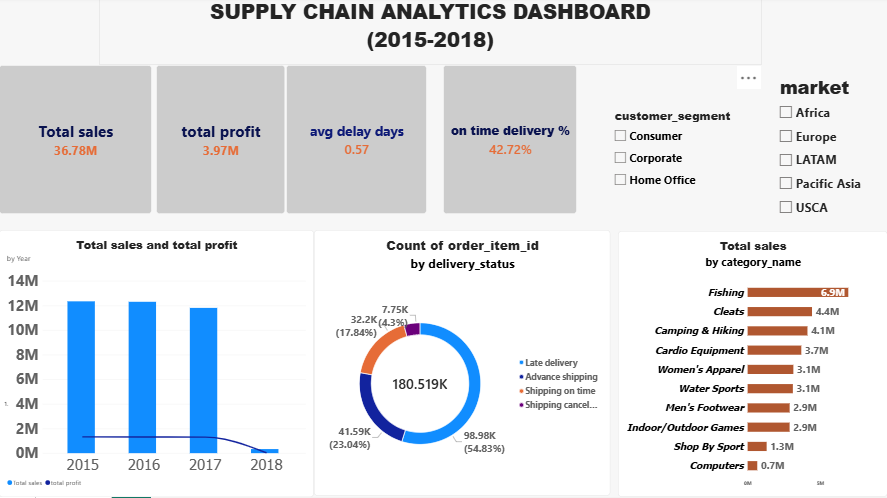 SUPPLY CHAIN ANALYTICS DASHBOARD
(2015-2018)
Total sales
36.78M
total profit
3.97M
avg delay days
0.57
on time delivery %
42.72%
customer_segment
Consumer
Corporate
Home Office
market
Africa
Europe
LATAM
Pacific Asia
USCA
Total sales and total profit
by Year
14M
12M
10M
8M
6M
4M
2M
0M
1.
2015 2016 2017 2018
Total sales total profit
Count of order_item_id
by delivery_status
7.75K
(4.3%)
32.2K
(17.84%)
180.519K
41.59K
(23.04%)
98.98K
(54.83%)
Late delivery
Advance shipping
Shipping on time
Shipping cancel...
Total sales
by category_name
Fishing 6.9M
Cleats 4.4M
Camping & Hiking 4.1M
Cardio Equipment 3.7M
Women's Apparel 3.1M
Water Sports 3.1M
Men's Footwear 2.9M
Indoor/Outdoor Games 2.9M
Shop By Sport 1.3M
Computers 0.7M
0M 5M